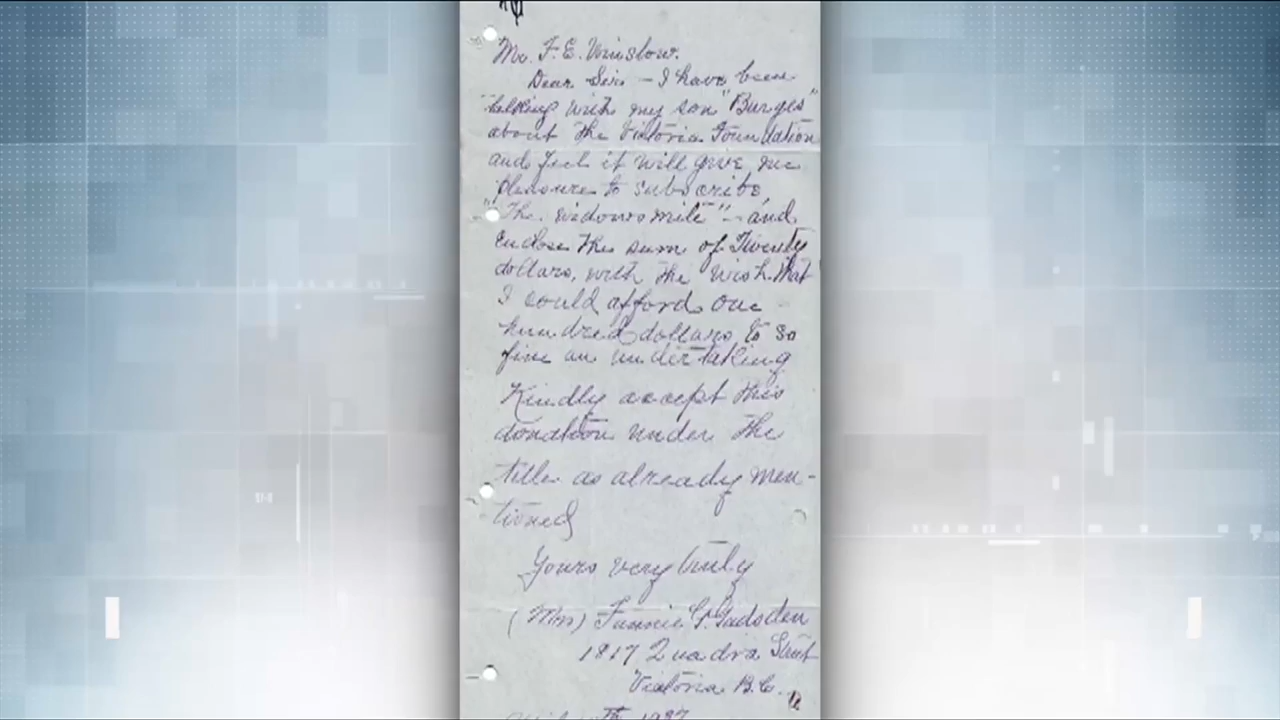 Mr. F. E. Winslow.
Dear Sir – I have been
talking with my son "Burges"
about the Victoria Foundation
and feel it will give me
pleasure to subscribe
"The widows mite" – and
enclose the sum of Twenty
dollars, with the wish that
I could afford one
hundred dollars to so
fine an undertaking
Kindly accept this
donation under the
title as already men-
tioned
Yours very truly
(Mrs) Fannie G. Gadsden
1817 Quadra Street
Victoria B.C.
1937